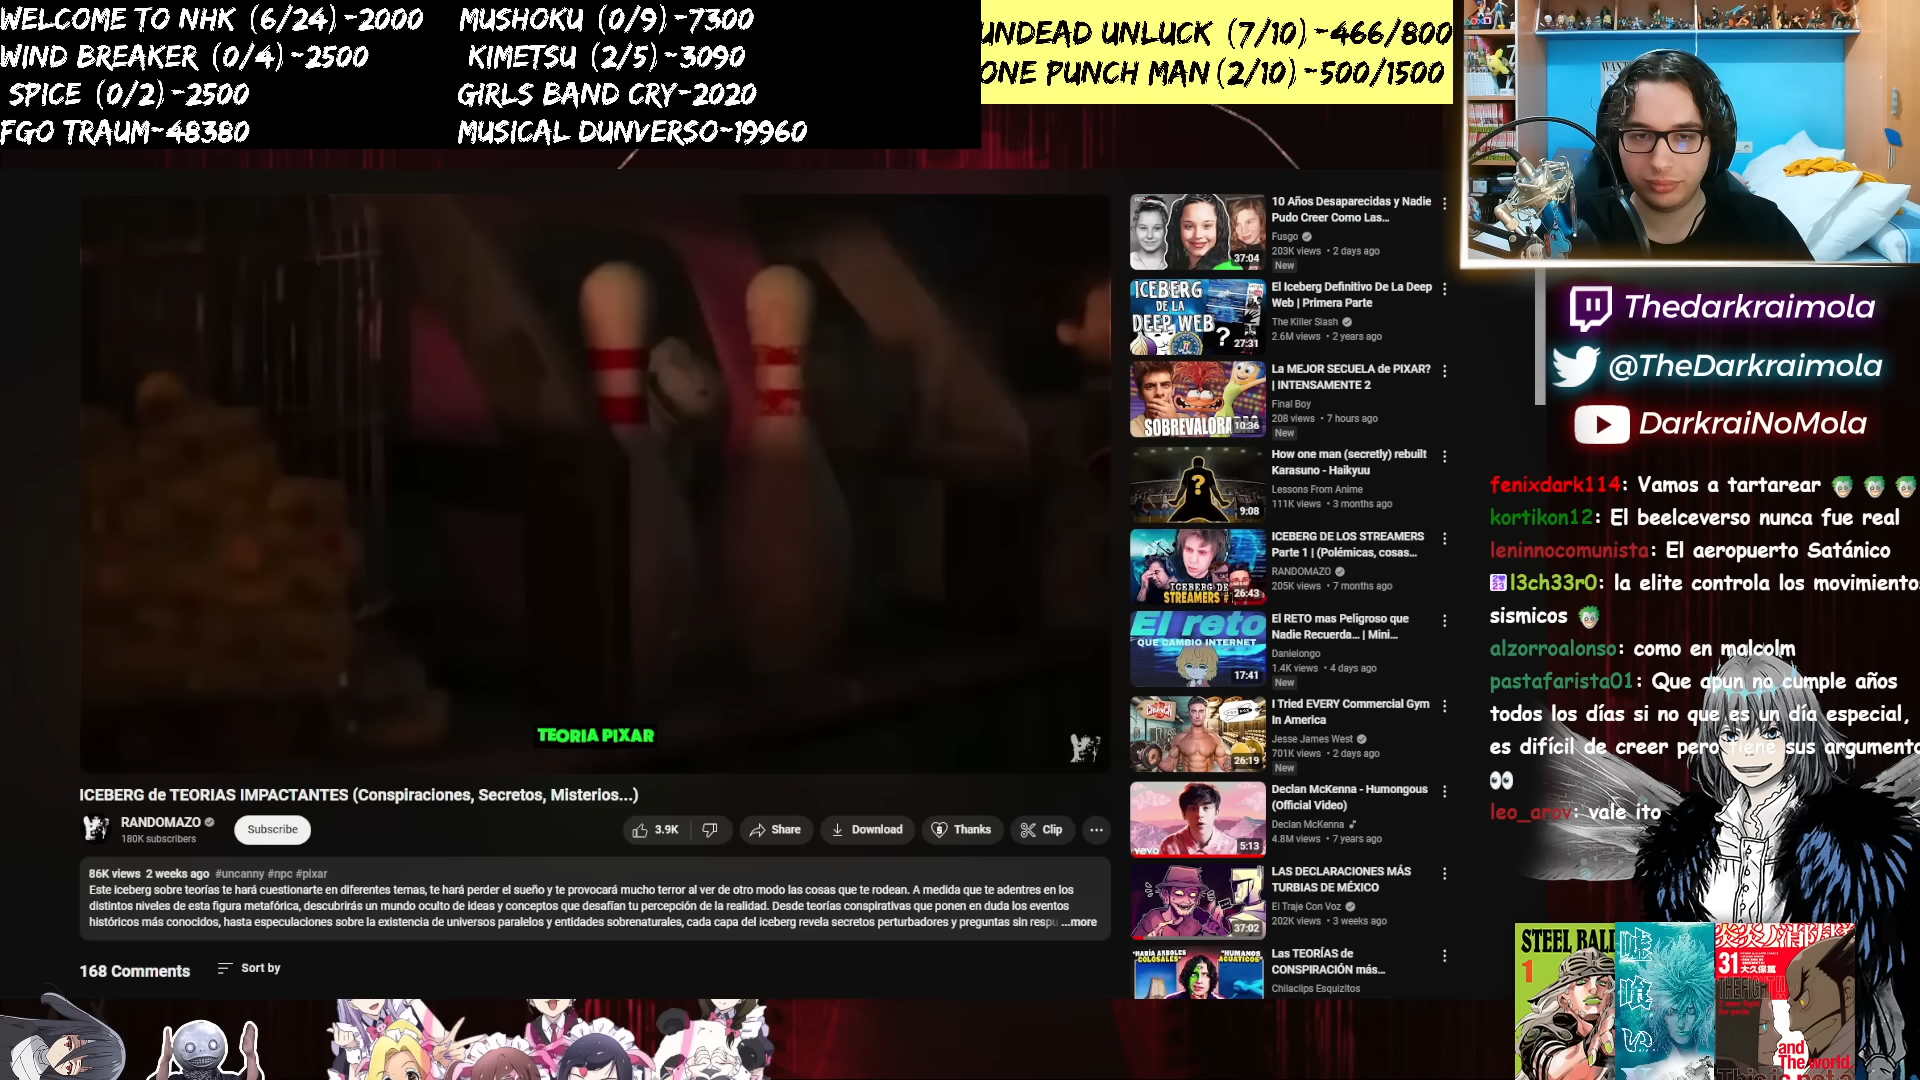 WELCOME TO NHK (6/24)-2000
MUSHOKU (0/9)-7300
WIND BREAKER (0/4)-2500
KIMETSU (2/5)-3090
SPICE (0/2)-2500
GIRLS BAND CRY-2020
FGO TRAUM-48380
MUSICAL DUNVERSO-19960
UNDEAD UNLUCK (7/10)-466/800
ONE PUNCH MAN (2/10)-500/1500
TEORIA PIXAR
ICEBERG de TEORIAS IMPACTANTES (Conspiraciones, Secretos, Misterios...)
RANDOMAZO
180K subscribers
Subscribe
3.9K
Share
Download
Thanks
Clip
86K views 2 weeks ago #uncanny #npc #pixar
Este iceberg sobre teorías te hará cuestionarte en diferentes temas, te hará perder el sueño y te provocará mucho terror al ver de otro modo las cosas que te rodean. A medida que te adentres en los
distintos niveles de esta figura metafórica, descubrirás un mundo oculto de ideas y conceptos que desafían tu percepción de la realidad. Desde teorías conspirativas que ponen en duda los eventos
históricos más conocidos, hasta especulaciones sobre la existencia de universos paralelos y entidades sobrenaturales, cada capa del iceberg revela secretos perturbadores y preguntas sin respu ...more
168 Comments
Sort by
37:04
10 Años Desaparecidas y Nadie
Pudo Creer Como Las...
Fusgo
203K views • 2 days ago
New
ICEBERG
DE LA
DEEP WEB
?
27:31
El Iceberg Definitivo De La Deep
Web | Primera Parte
The Killer Slash
2.6M views • 2 years ago
SOBREVALORA
10:36
La MEJOR SECUELA de PIXAR?
| INTENSAMENTE 2
Final Boy
208 views • 7 hours ago
New
?
9:08
How one man (secretly) rebuilt
Karasuno - Haikyuu
Lessons From Anime
111K views • 3 months ago
ICEBERG DE
STREAMERS
26:43
ICEBERG DE LOS STREAMERS
Parte 1 | (Polémicas, cosas...
RANDOMAZO
205K views • 7 months ago
El reto
QUE CAMBIO INTERNET
17:41
El RETO mas Peligroso que
Nadie Recuerda... | Mini...
Danielongo
1.4K views • 4 days ago
New
26:19
I Tried EVERY Commercial Gym
In America
Jesse James West
701K views • 2 days ago
New
vevo
5:13
Declan McKenna - Humongous
(Official Video)
Declan McKenna
4.8M views • 7 years ago
37:02
LAS DECLARACIONES MÁS
TURBIAS DE MÉXICO
El Traje Con Voz
202K views • 3 weeks ago
"HABÍA ARBOLES
COLOSALES"
"HUMANOS
ACUATICOS"
Las TEORÍAS de
CONSPIRACIÓN más...
Chilaclips Esquizitos
Thedarkraimola
@TheDarkraimola
DarkraiNoMola
fenixdark114: Vamos a tartarear
kortikon12: El beelceverso nunca fue real
leninnocomunista: El aeropuerto Satánico
l3ch33r0: la elite controla los movimientos
sismicos
alzorroalonso: como en malcolm
pastafarista01: Que apun no cumple años
todos los días si no que es un día especial,
es difícil de creer pero tiene sus argumento
leo_arov: vale ito
STEEL BALL
1
嘘喰い
31
大久保篤
and
The world.